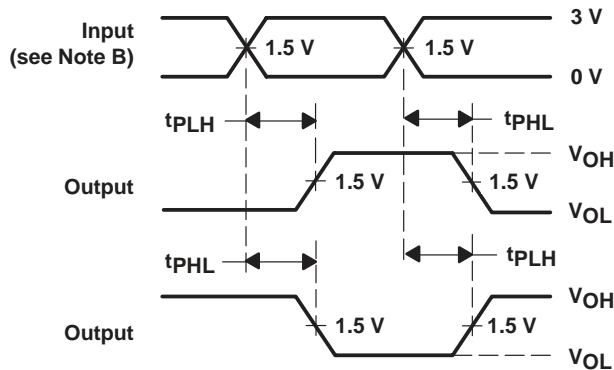 3 V
Input
(see Note B)
1.5 V
1.5 V
0 V
tPLH
tPHL
VOH
Output
1.5 V
1.5 V
VOL
tPHL
tPLH
VOH
Output
1.5 V
1.5 V
VOL